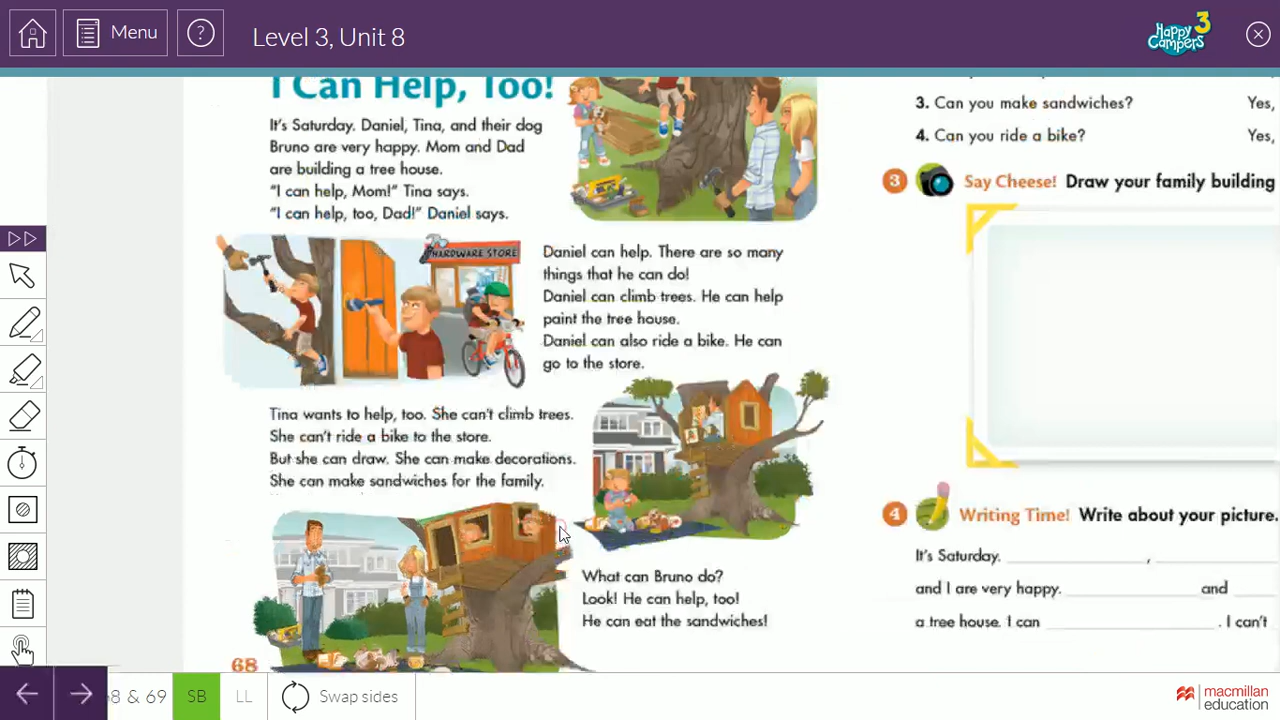 Menu
?
Level 3, Unit 8
Happy Campers 3
I Can Help, Too!
It's Saturday. Daniel, Tina, and their dog
Bruno are very happy. Mom and Dad
are building a tree house.
"I can help, Mom!" Tina says.
"I can help, too, Dad!" Daniel says.
HARDWARE STORE
Daniel can help. There are so many
things that he can do!
Daniel can climb trees. He can help
paint the tree house.
Daniel can also ride a bike. He can
go to the store.
Tina wants to help, too. She can't climb trees.
She can't ride a bike to the store.
But she can draw. She can make decorations.
She can make sandwiches for the family.
What can Bruno do?
Look! He can help, too!
He can eat the sandwiches!
68
3. Can you make sandwiches? Yes,
4. Can you ride a bike? Yes,
3 Say Cheese! Draw your family building
4 Writing Time! Write about your picture.
It's Saturday. ____________ , ____________
and I are very happy. ____________ and ____
a tree house. I can ____________ . I can't
8 & 69
SB
LL
Swap sides
macmillan
education